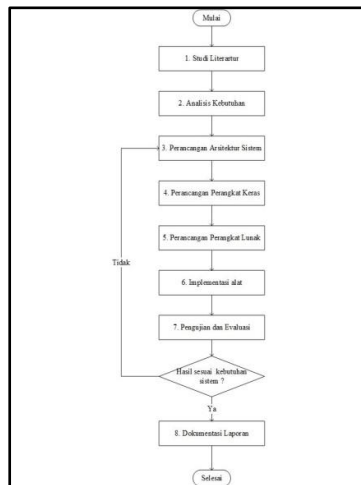 Mulai
1. Studi Literartur
2. Analisis Kebutuhan
3. Perancangan Arsitektur Sistem
4. Perancangan Perangkat Keras
5. Perancangan Perangkat Lunak
Tidak
6. Implementasi alat
7. Pengujian dan Evaluasi
Hasil sesuai kebutuhan
sistem ?
Ya
8. Dokumentasi Laporan
Selesai